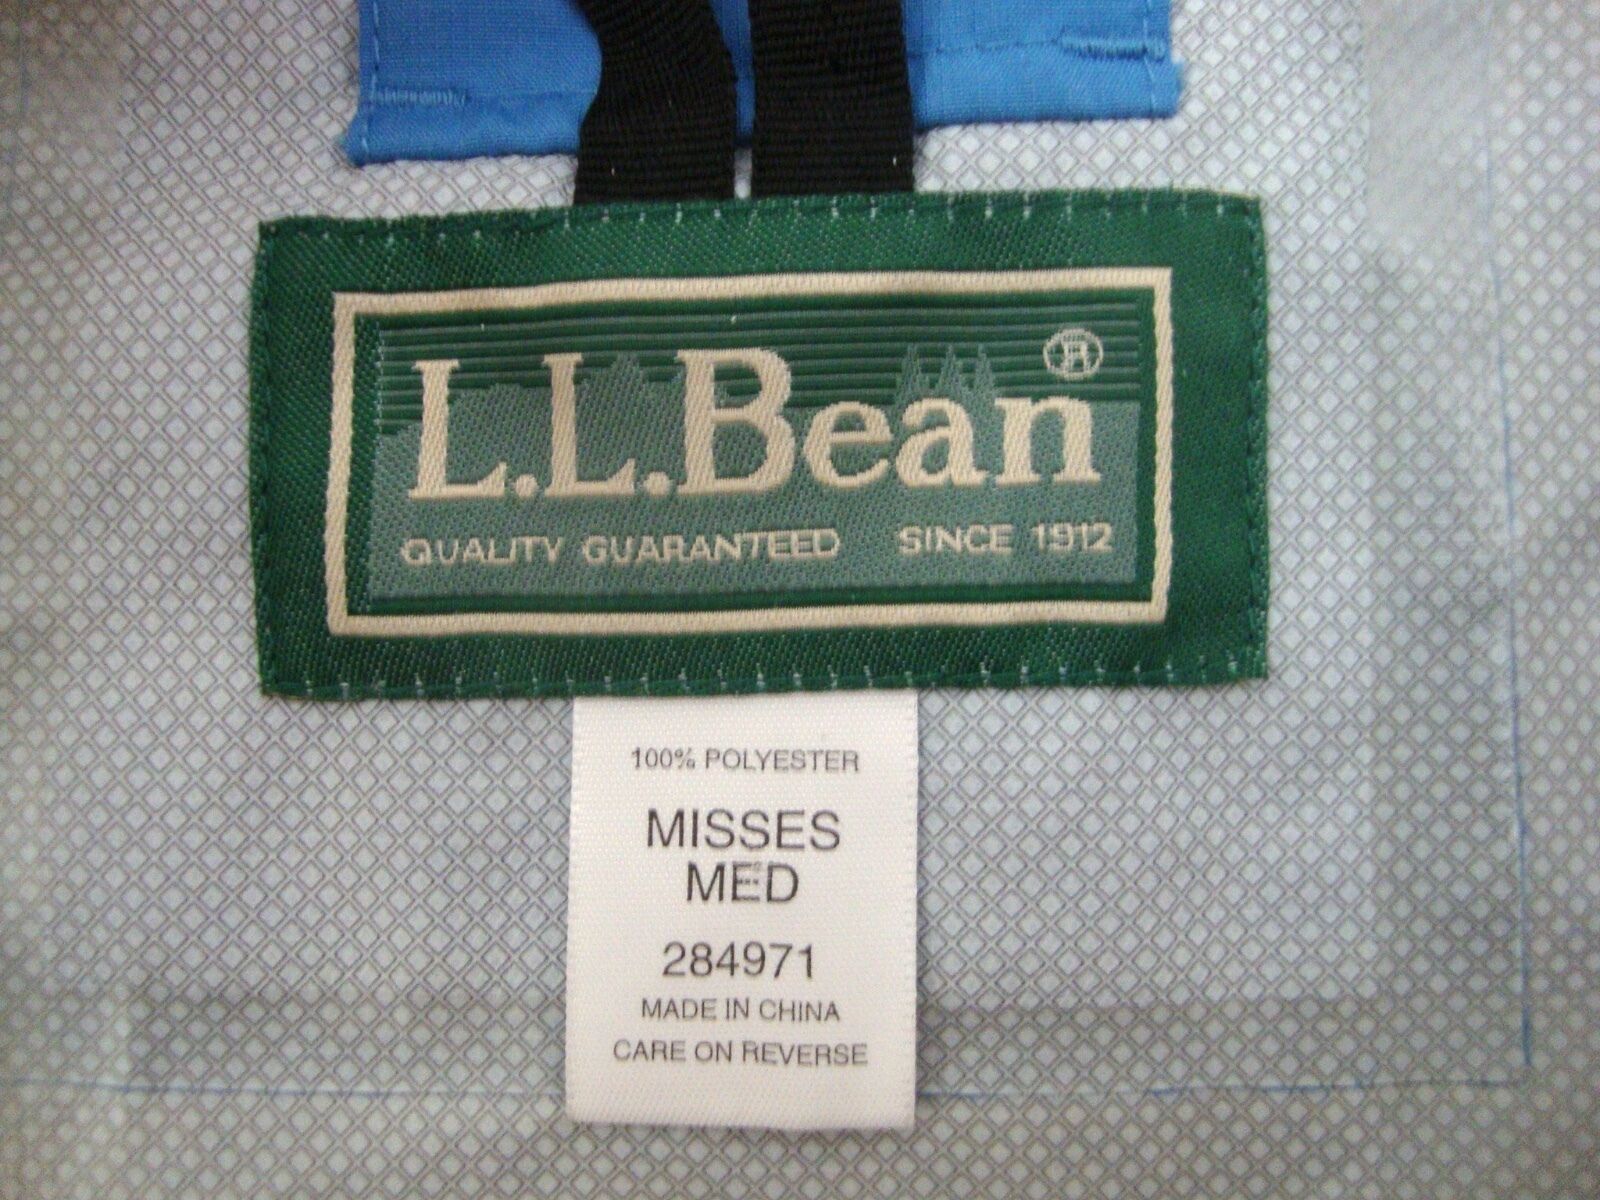 L.L.Bean®
QUALITY GUARANTEED SINCE 1912
100% POLYESTER
MISSES
MED
284971
MADE IN CHINA
CARE ON REVERSE